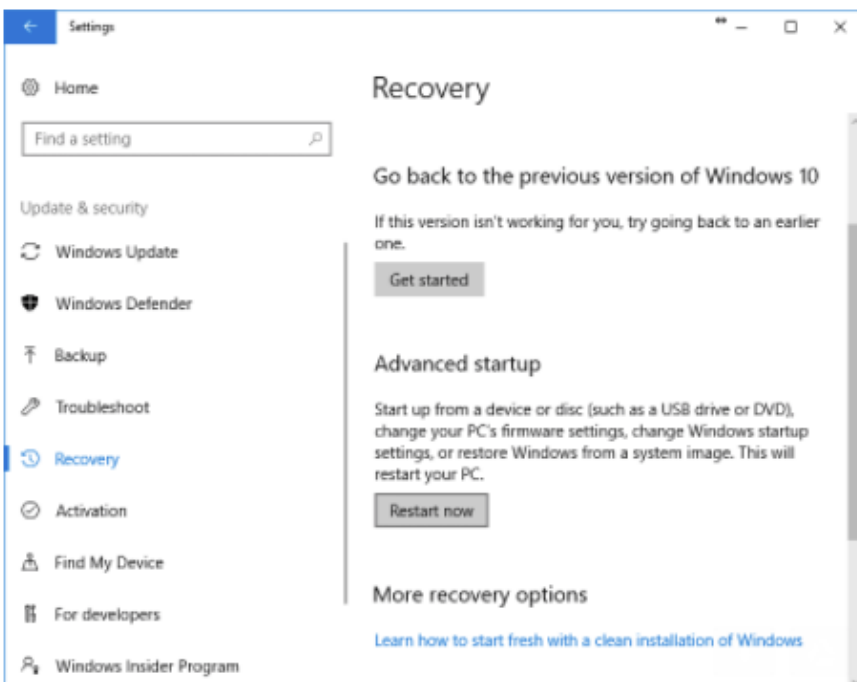 Settings
Home
Find a setting
Update & security
Windows Update
Windows Defender
Backup
Troubleshoot
Recovery
Activation
Find My Device
For developers
Windows Insider Program
Recovery
Go back to the previous version of Windows 10
If this version isn't working for you, try going back to an earlier
one.
Get started
Advanced startup
Start up from a device or disc (such as a USB drive or DVD),
change your PC's firmware settings, change Windows startup
settings, or restore Windows from a system image. This will
restart your PC.
Restart now
More recovery options
Learn how to start fresh with a clean installation of Windows